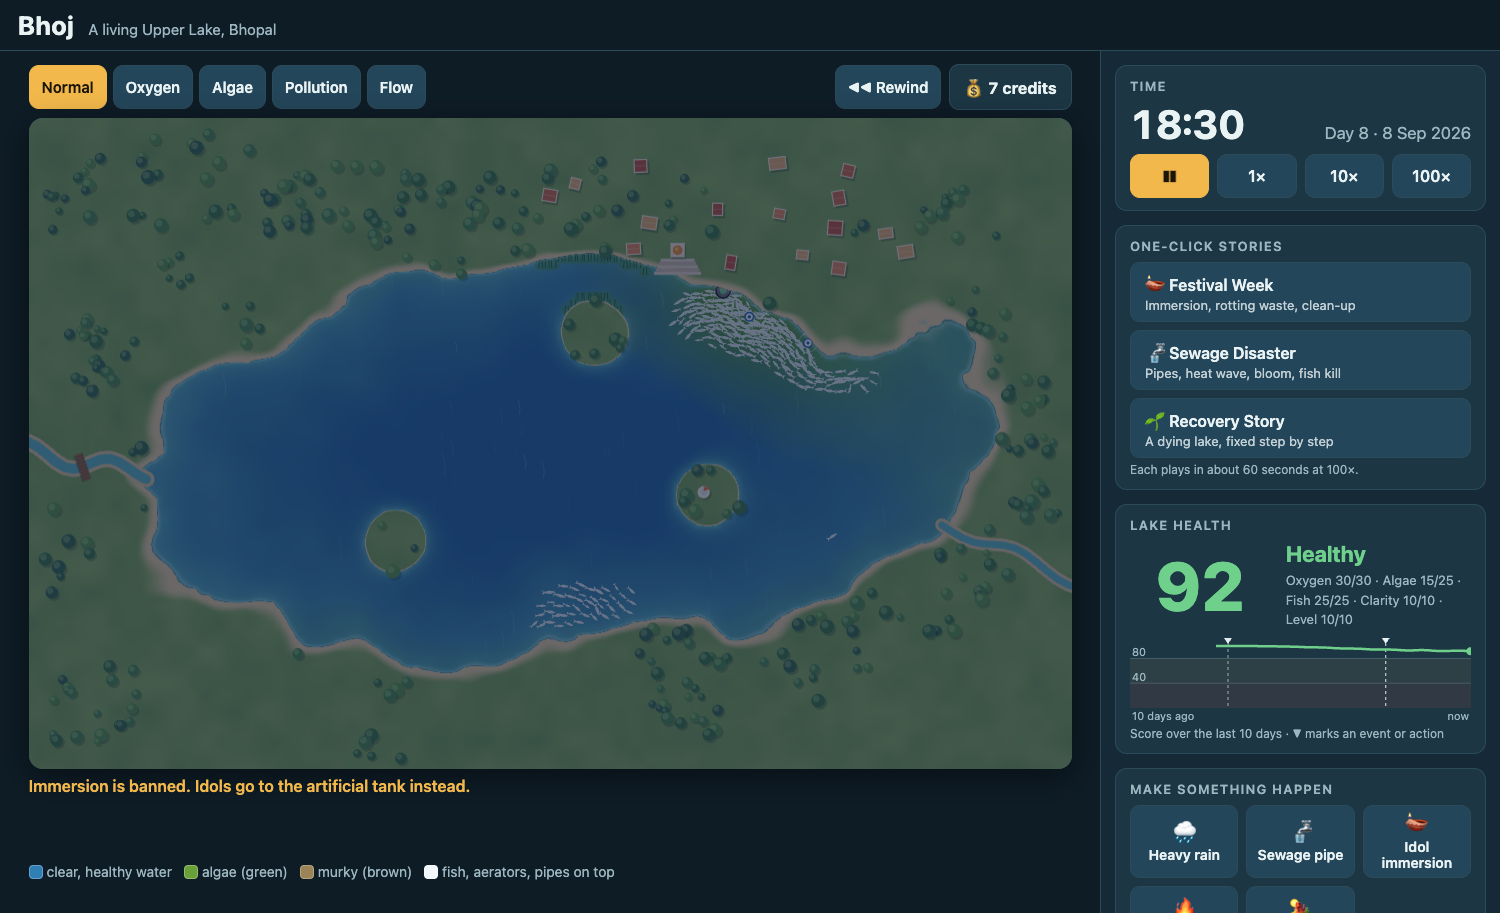 Bhoj
A living Upper Lake, Bhopal
Normal
Oxygen
Algae
Pollution
Flow
Rewind
7 credits
Immersion is banned. Idols go to the artificial tank instead.
clear, healthy water
algae (green)
murky (brown)
fish, aerators, pipes on top
TIME
18:30
Day 8 · 8 Sep 2026
1×
10×
100×
ONE-CLICK STORIES
Festival Week
Immersion, rotting waste, clean-up
Sewage Disaster
Pipes, heat wave, bloom, fish kill
Recovery Story
A dying lake, fixed step by step
Each plays in about 60 seconds at 100×.
LAKE HEALTH
92
Healthy
Oxygen 30/30 · Algae 15/25 ·
Fish 25/25 · Clarity 10/10 ·
Level 10/10
80
40
10 days ago
now
Score over the last 10 days · ▼ marks an event or action
MAKE SOMETHING HAPPEN
Heavy rain
Sewage pipe
Idol
immersion